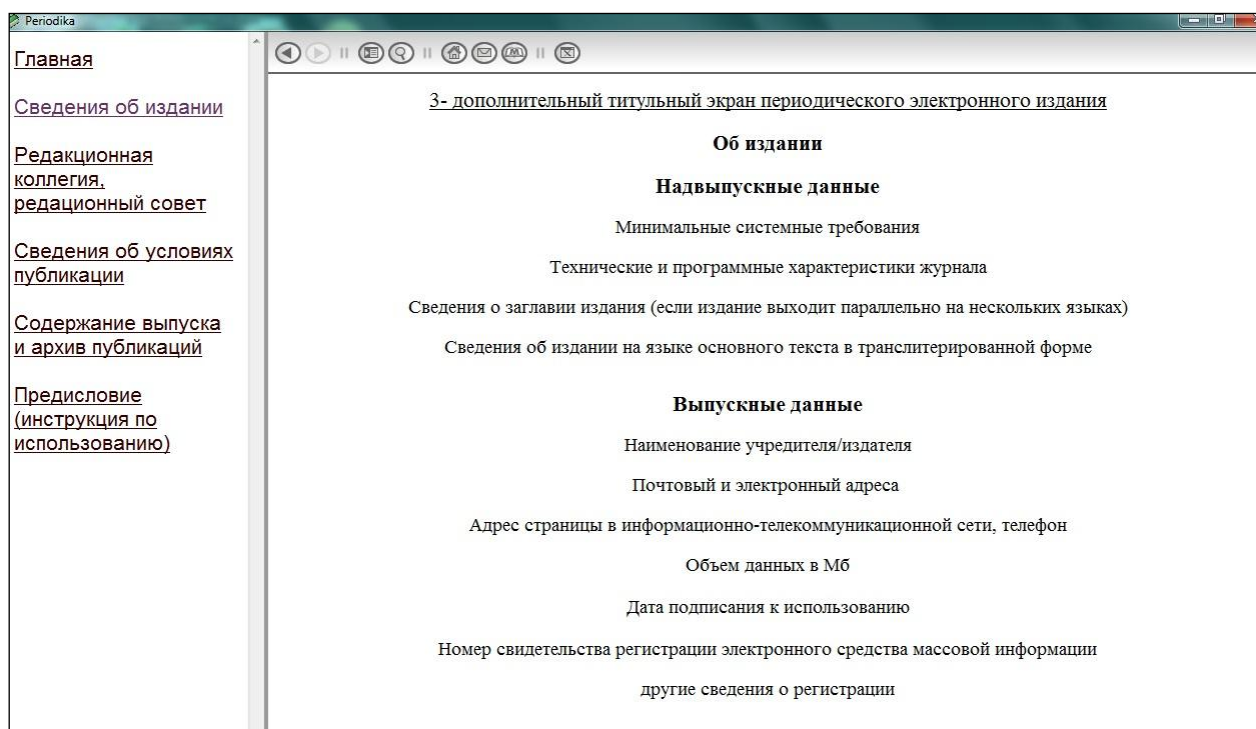 Periodika
Главная
Сведения об издании
Редакционная
коллегия,
редационный совет
Сведения об условиях
публикации
Содержание выпуска
и архив публикаций
Предисловие
(инструкция по
использованию)
3- дополнительный титульный экран периодического электронного издания
Об издании
Надвыпускные данные
Минимальные системные требования
Технические и программные характеристики журнала
Сведения о заглавии издания (если издание выходит параллельно на нескольких языках)
Сведения об издании на языке основного текста в транслитерированной форме
Выпускные данные
Наименование учредителя/издателя
Почтовый и электронный адреса
Адрес страницы в информационно-телекоммуникационной сети, телефон
Объем данных в Мб
Дата подписания к использованию
Номер свидетельства регистрации электронного средства массовой информации
другие сведения о регистрации